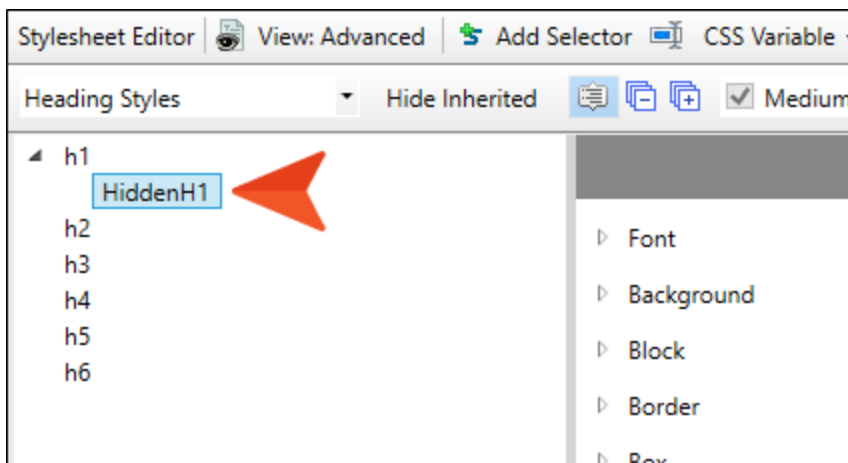 Stylesheet Editor View: Advanced Add Selector CSS Variable
Heading Styles Hide Inherited Medium
h1
HiddenH1
h2
h3
h4
h5
h6
Font
Background
Block
Border
Box